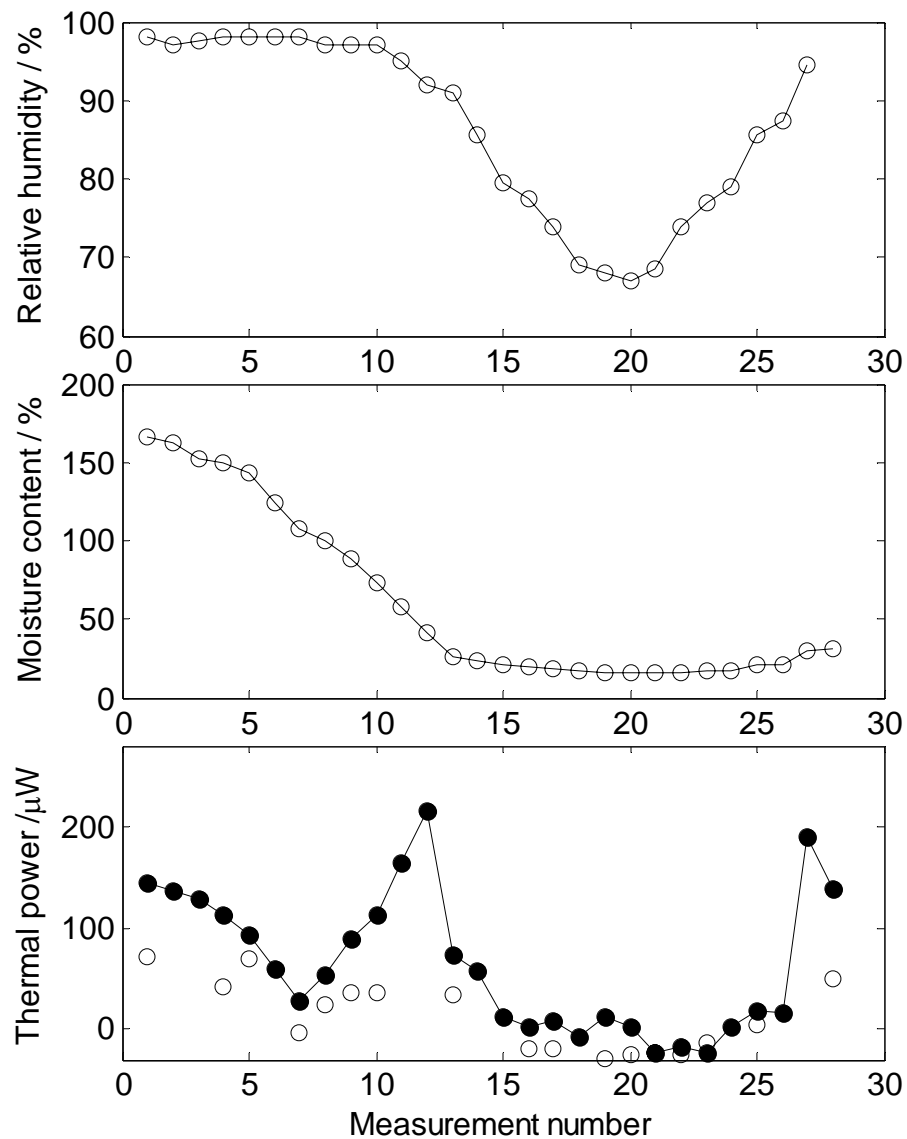 100
90
80
70
60
Relative humidity / %
0 5 10 15 20 25 30
200
150
100
50
0
Moisture content / %
0 5 10 15 20 25 30
200
100
0
Thermal power /μW
0 5 10 15 20 25 30
Measurement number